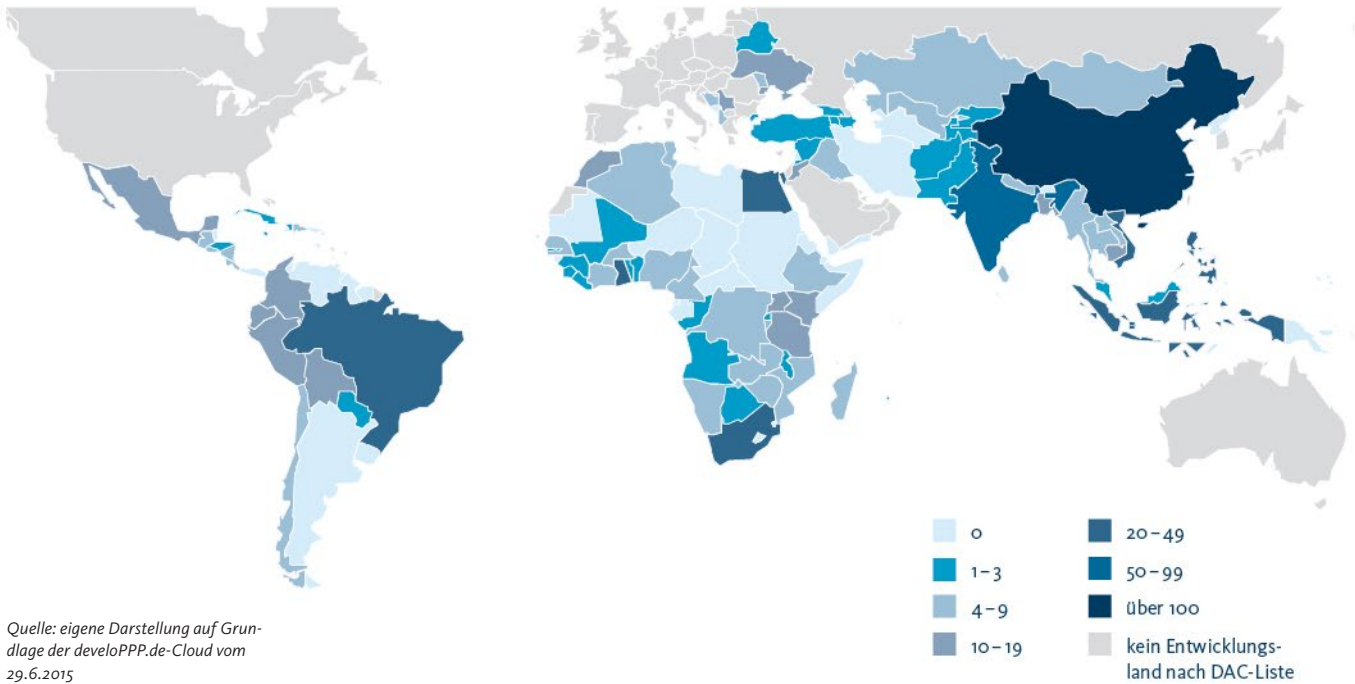 0
1–3
4–9
10–19
20–49
50–99
über 100
kein Entwicklungs-
land nach DAC-Liste
Quelle: eigene Darstellung auf Grun-
dlage der develoPPP.de-Cloud vom
29.6.2015